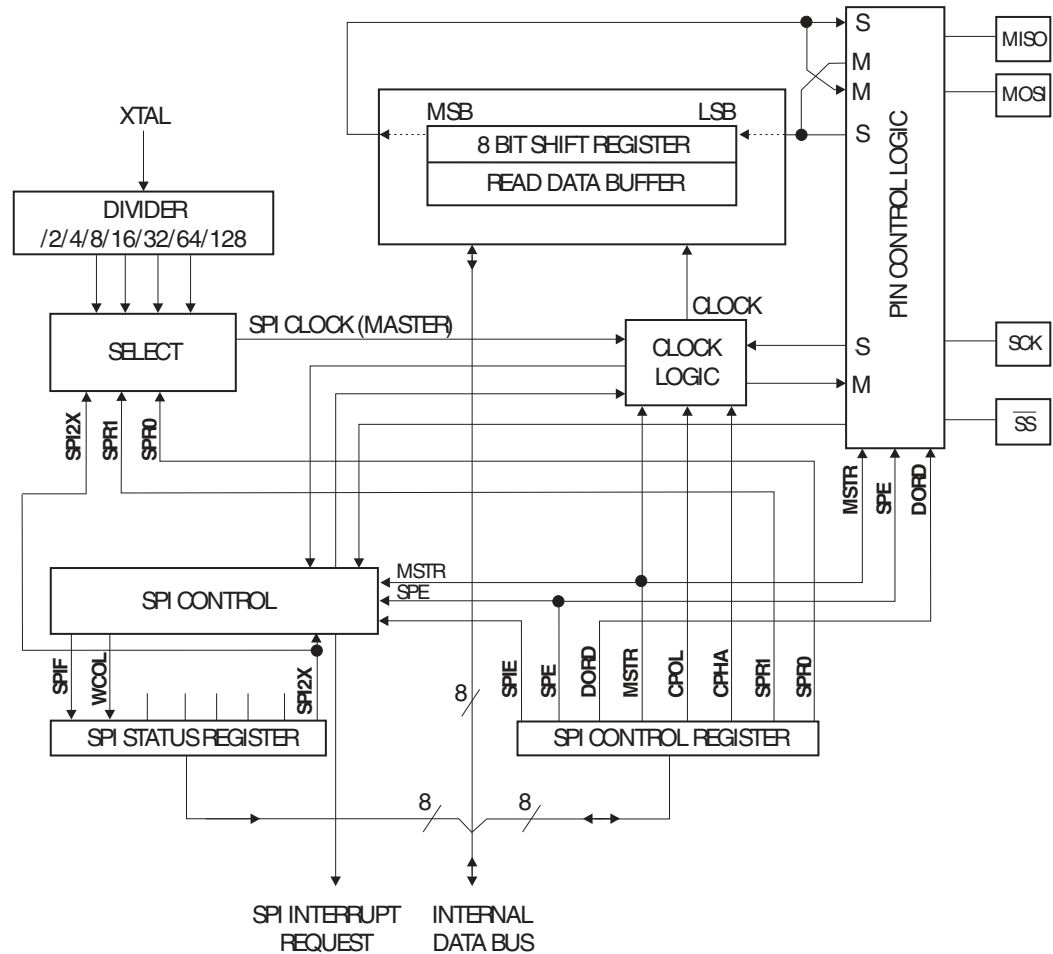 S
MISO
M
M
MOSI
MSB
LSB
XTAL
8 BIT SHIFT REGISTER
S
READ DATA BUFFER
DIVIDER
/2/4/8/16/32/64/128
PIN CONTROL LOGIC
CLOCK
SPI CLOCK (MASTER)
SELECT
CLOCK
LOGIC
S
SCK
M
SPI2X
SPR1
SPR0
SS
MSTR
SPE
DORD
MSTR
SPE
SPI CONTROL
SPIF
WCOL
SPI2X
8
SPIE
SPE
DORD
MSTR
CPOL
CPHA
SPR1
SPR0
SPI STATUS REGISTER
SPI CONTROL REGISTER
8
8
SPI INTERRUPT
REQUEST
INTERNAL
DATA BUS